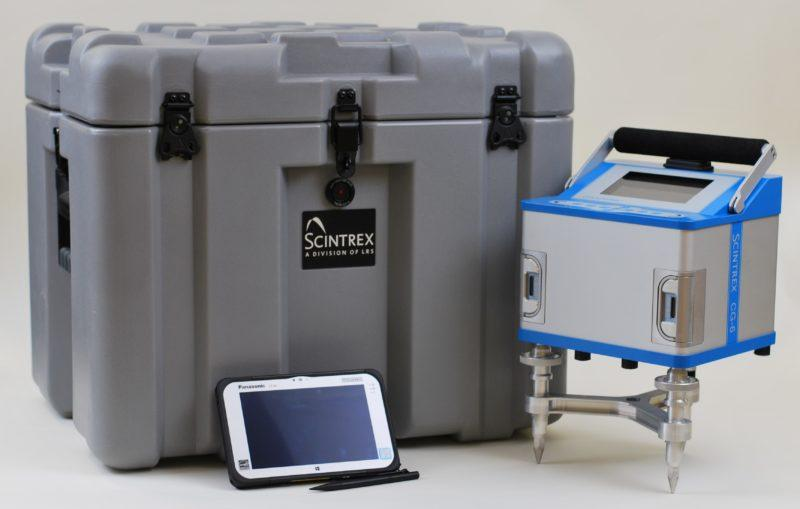 SCINTREX
A DIVISION OF LRS
Panasonic
SCINTREX CG-6